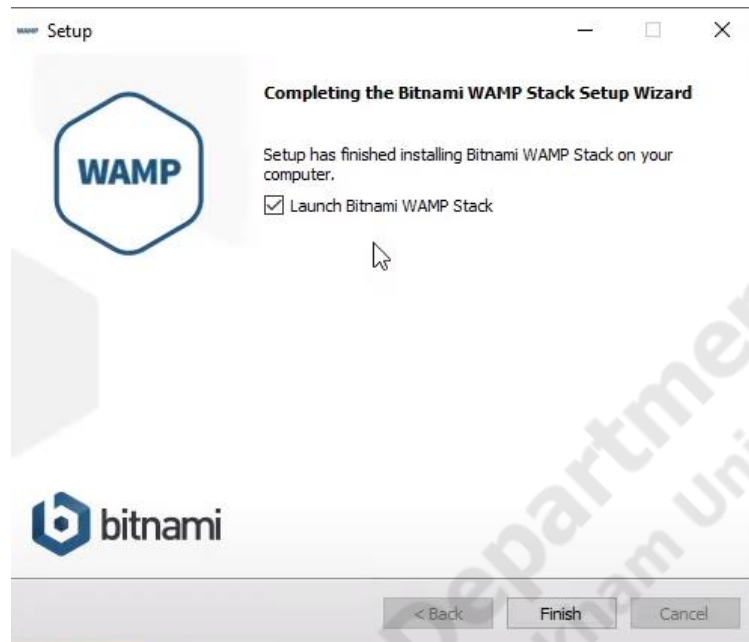 WAMP Setup
Completing the Bitnami WAMP Stack Setup Wizard
WAMP
Setup has finished installing Bitnami WAMP Stack on your
computer.
Launch Bitnami WAMP Stack
bitnami
< Back Finish Cancel